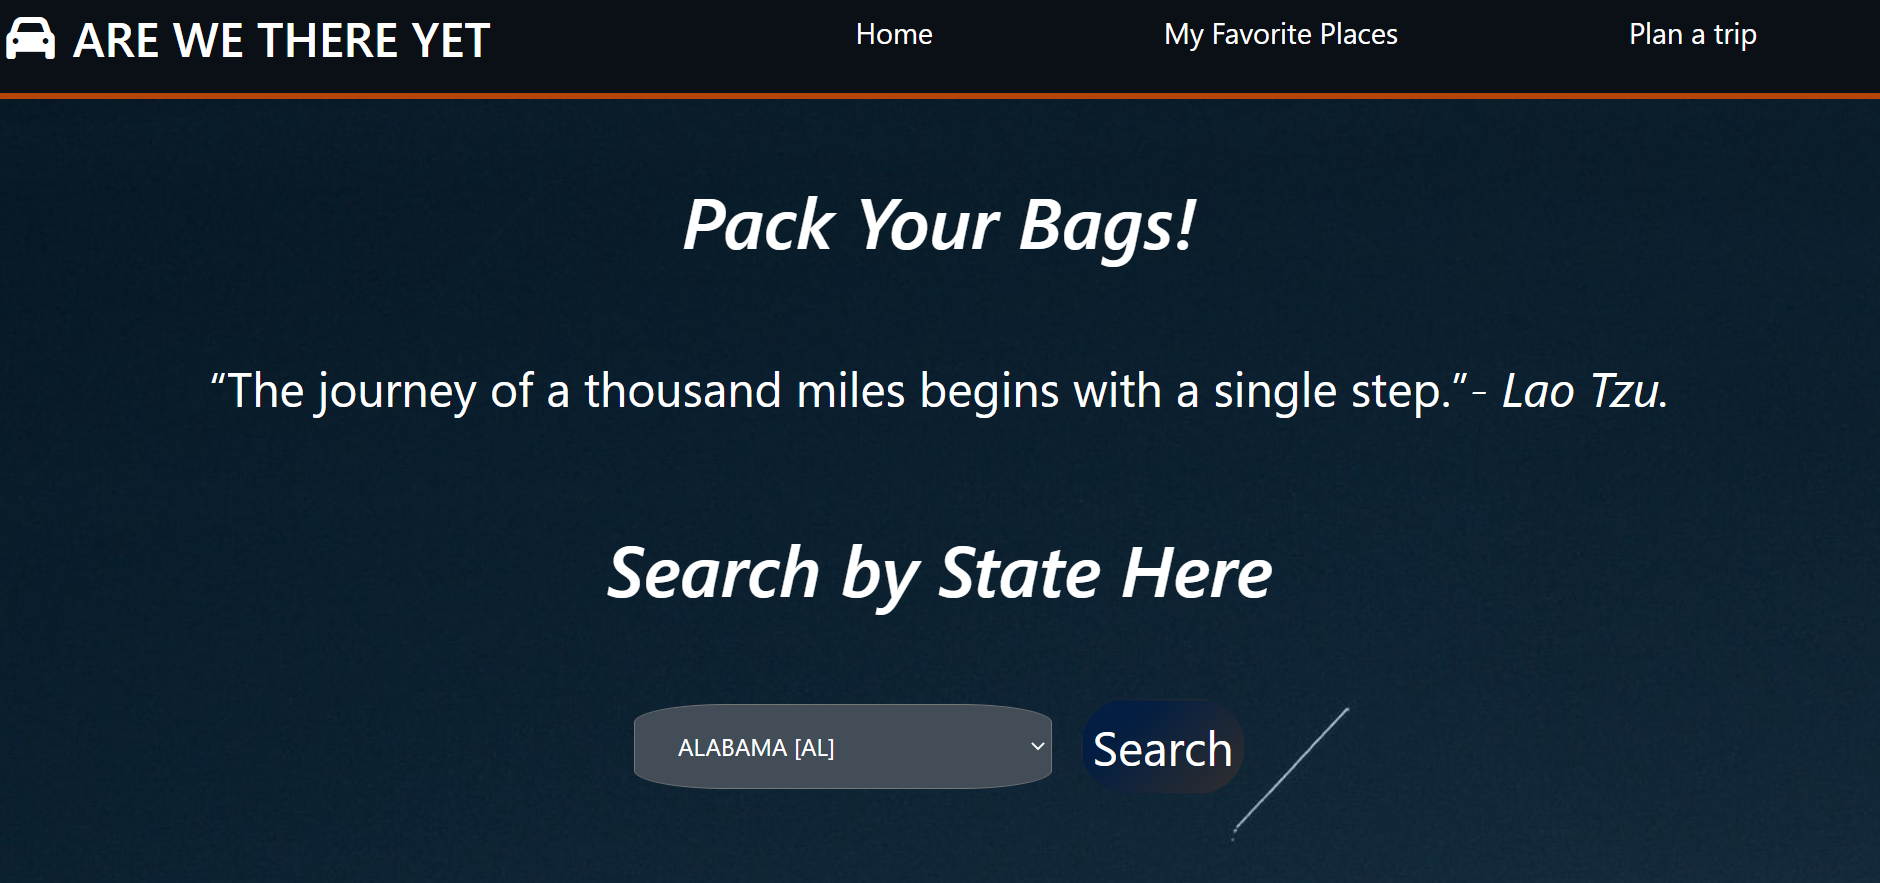 ARE WE THERE YET Home My Favorite Places Plan a trip
Pack Your Bags!
“The journey of a thousand miles begins with a single step.”- Lao Tzu.
Search by State Here
ALABAMA [AL] Search